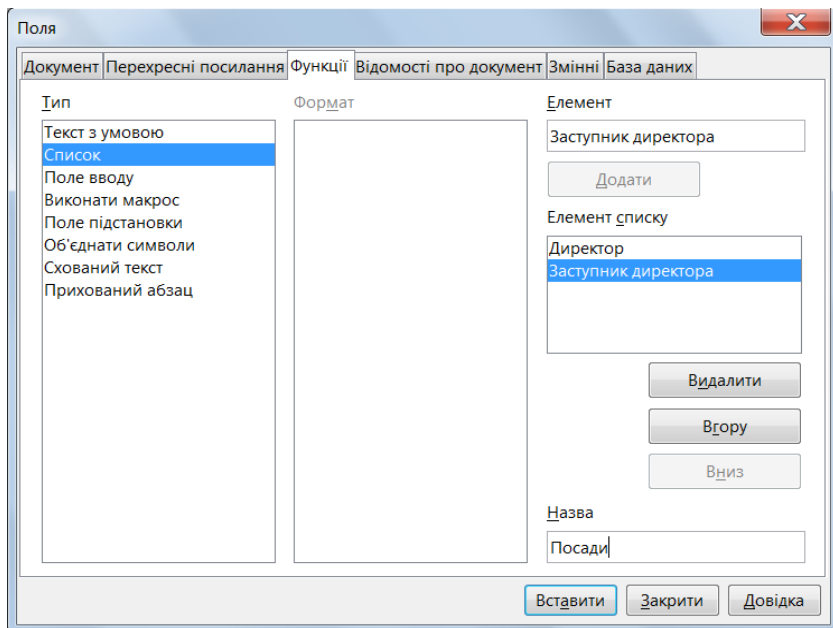 Поля
Документ Перехресні посилання Функції Відомості про документ Змінні База даних
Тип
Текст з умовою
Список
Поле вводу
Виконати макрос
Поле підстановки
Об'єднати символи
Схований текст
Прихований абзац
Формат
Елемент
Заступник директора
Додати
Елемент списку
Директор
Заступник директора
Видалити
Вгору
Вниз
Назва
Посади
Вставити Закрити Довідка